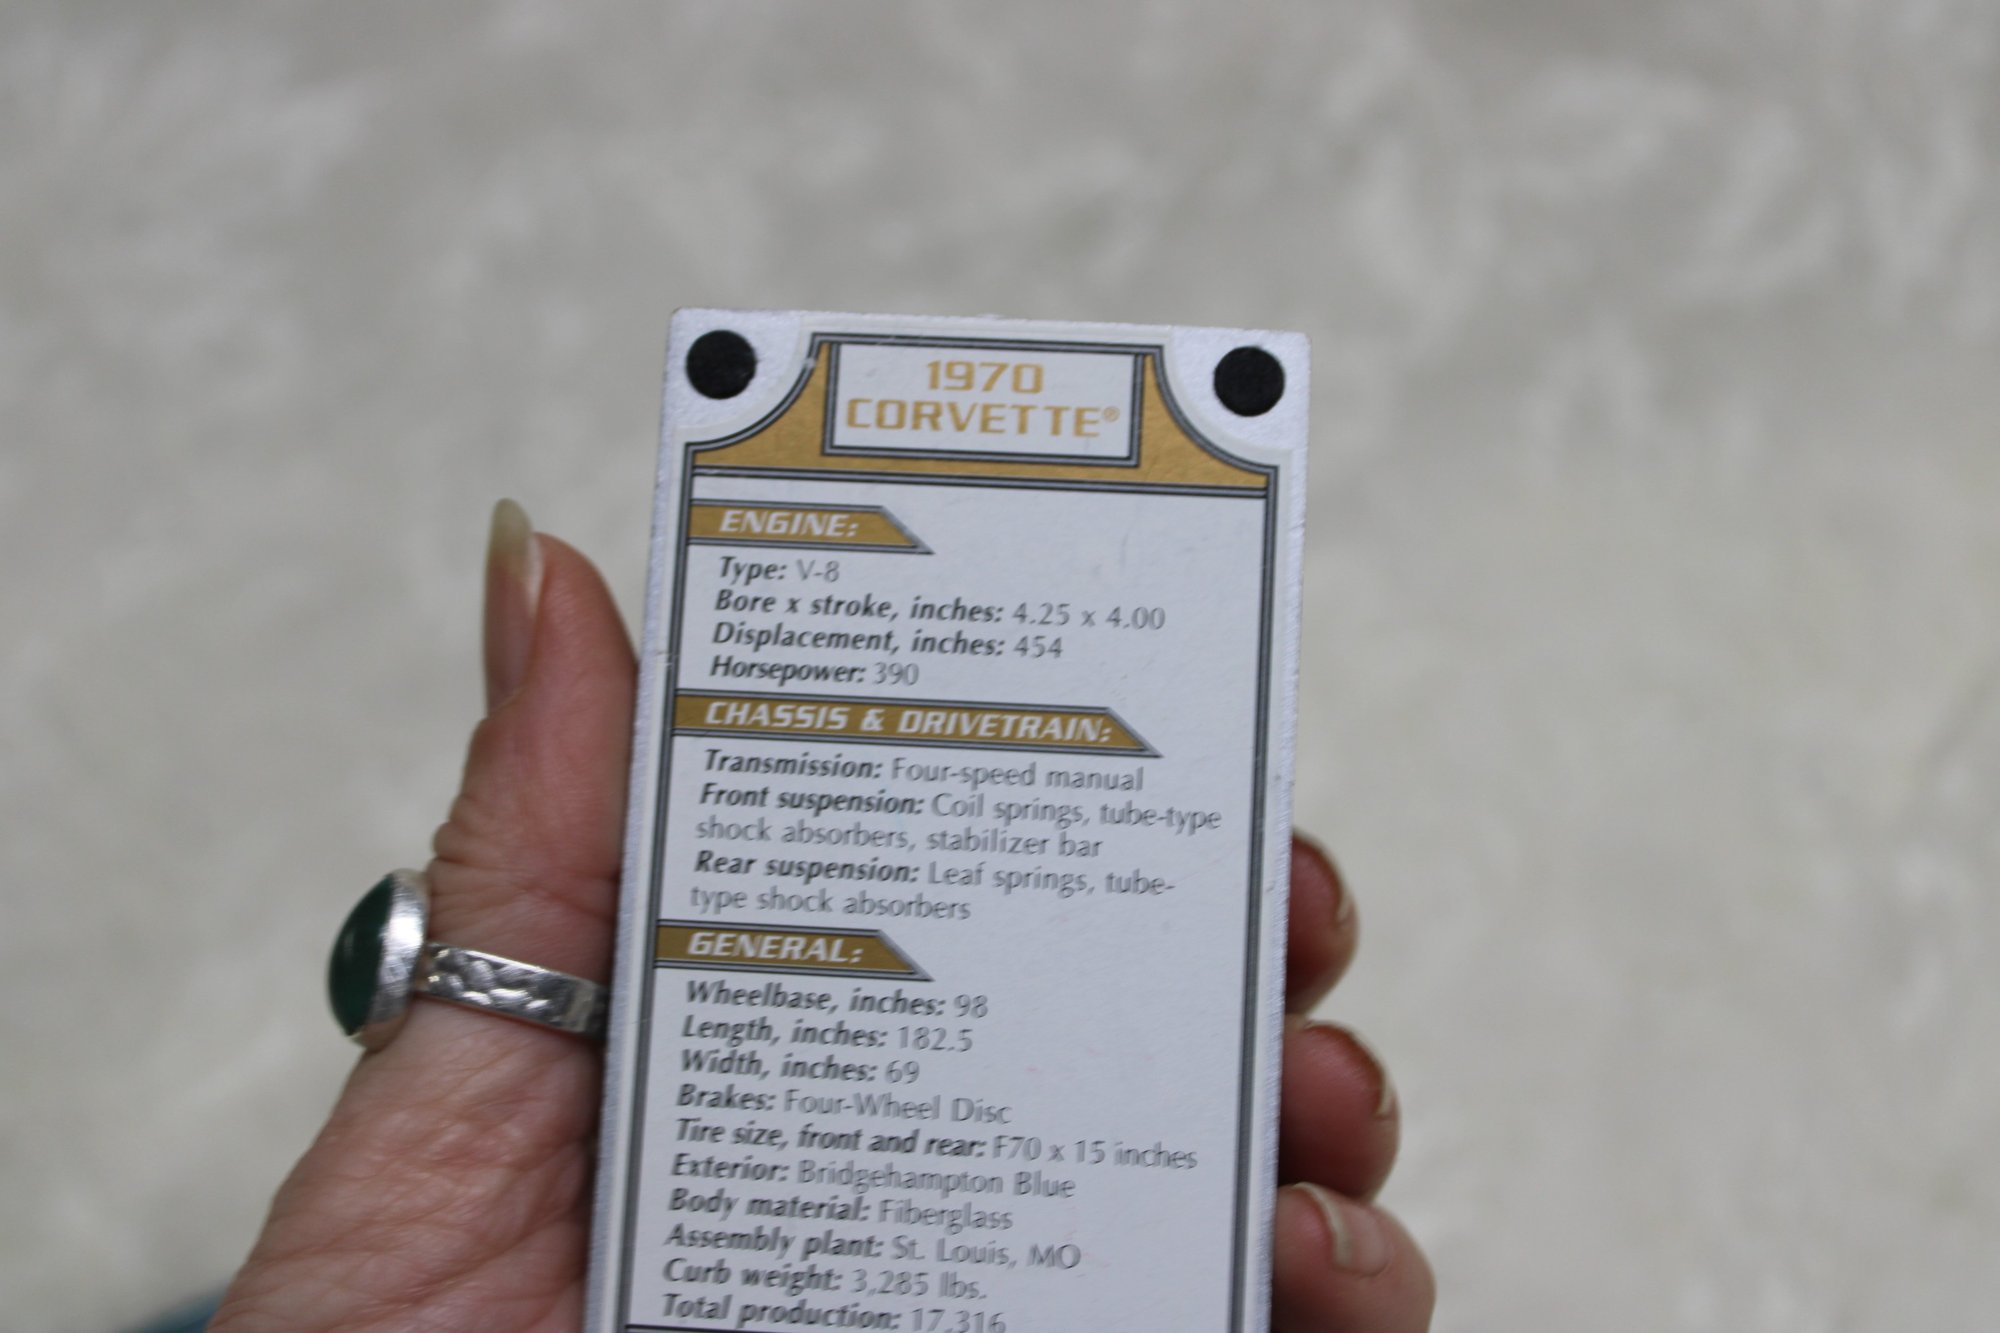 1970
CORVETTE®
ENGINE:
Type: V-8
Bore x stroke, inches: 4.25 x 4.00
Displacement, inches: 454
Horsepower: 390
CHASSIS & DRIVETRAIN:
Transmission: Four-speed manual
Front suspension: Coil springs, tube-type
shock absorbers, stabilizer bar
Rear suspension: Leaf springs, tube-
type shock absorbers
GENERAL:
Wheelbase, inches: 98
Length, inches: 182.5
Width, inches: 69
Brakes: Four-Wheel Disc
Tire size, front and rear: F70 x 15 inches
Exterior: Bridgehampton Blue
Body material: Fiberglass
Assembly plant: St. Louis, MO
Curb weight: 3,285 lbs.
Total production: 17,316